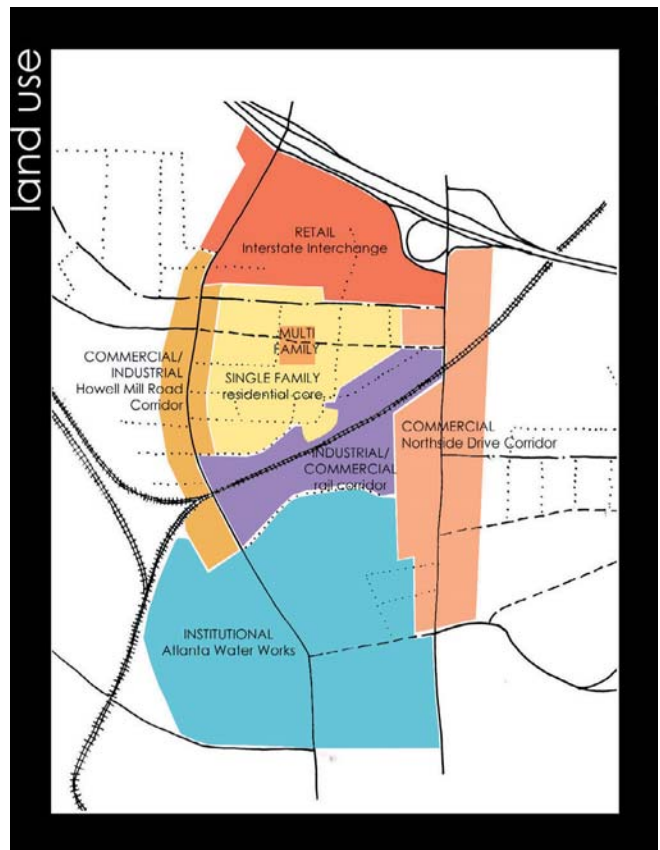 land use
RETAIL
Interstate Interchange
MULTI
FAMILY
COMMERCIAL/
INDUSTRIAL
Howell Mill Road
Corridor
SINGLE FAMILY
residential core
COMMERCIAL
Northside Drive Corridor
INDUSTRIAL/
COMMERCIAL
rail corridor
INSTITUTIONAL
Atlanta Water Works